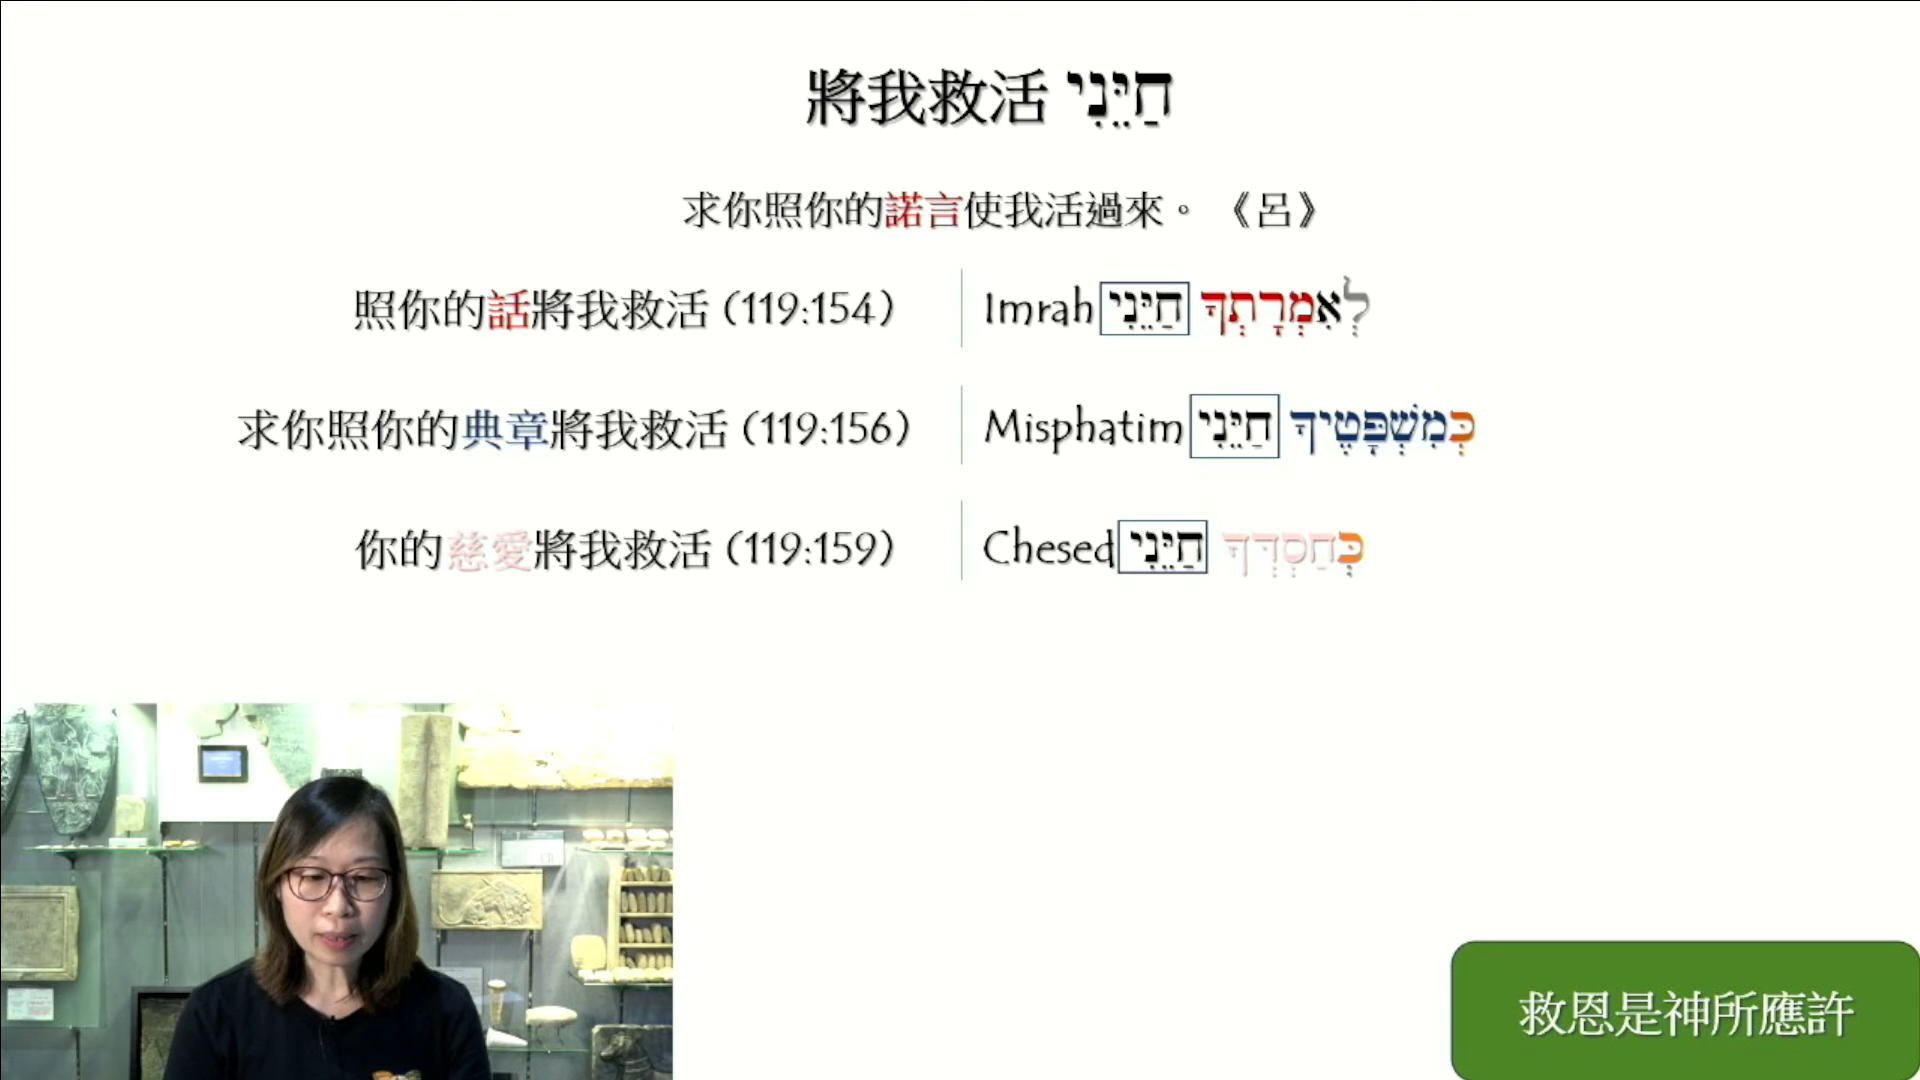 將我救活 חַיֵּנִי
求你照你的諾言使我活過來。《呂》
照你的話將我救活 (119:154)
Imrah חַיֵּנִי לְאִמְרָתְךָ
求你照你的典章將我救活 (119:156)
Misphatim חַיֵּנִי כְּמִשְׁפָּטֶיךָ
你的慈愛將我救活 (119:159)
Chesed חַיֵּנִי כְּחַסְדְּךָ
救恩是神所應許